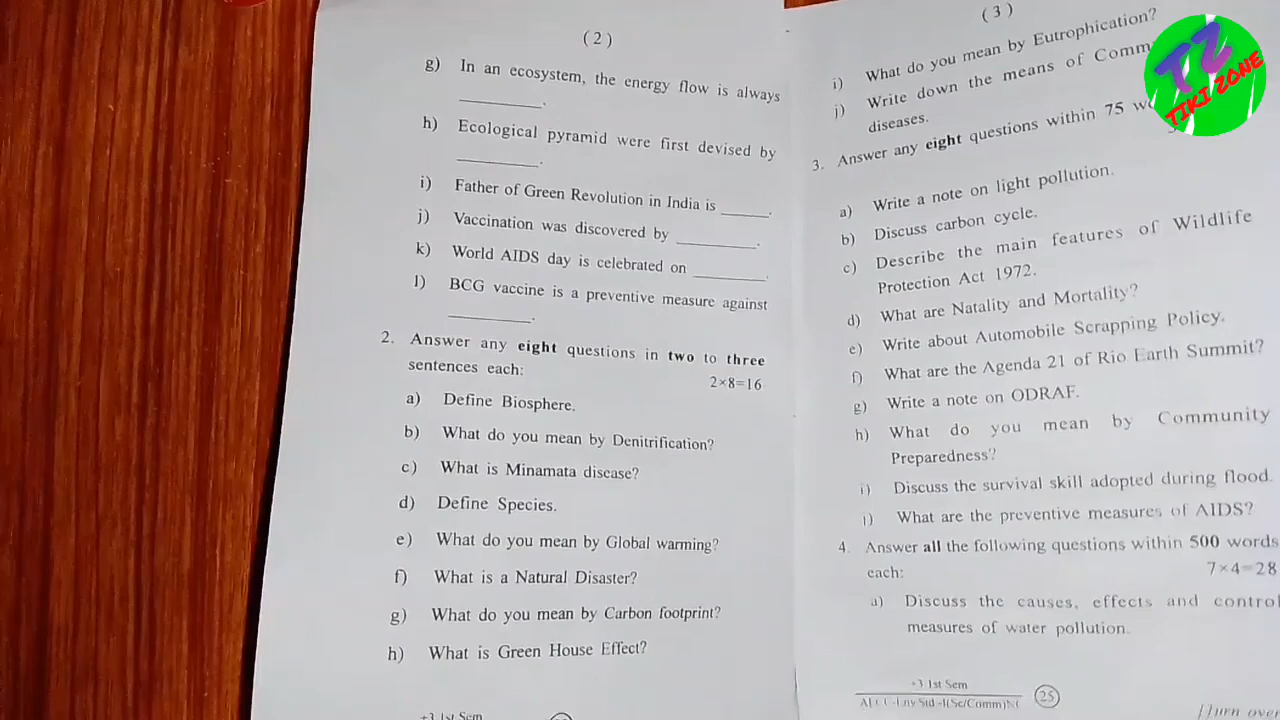 ( 2 )
g) In an ecosystem, the energy flow is always
__________.
h) Ecological pyramid were first devised by
__________.
i) Father of Green Revolution in India is ______.
j) Vaccination was discovered by __________.
k) World AIDS day is celebrated on _________.
l) BCG vaccine is a preventive measure against
__________.
2. Answer any eight questions in two to three
sentences each: 2×8=16
a) Define Biosphere.
b) What do you mean by Denitrification?
c) What is Minamata disease?
d) Define Species.
e) What do you mean by Global warming?
f) What is a Natural Disaster?
g) What do you mean by Carbon footprint?
h) What is Green House Effect?
+3 1st Sem
( 3 )
i) What do you mean by Eutrophication?
j) Write down the means of
diseases.
3. Answer any eight questions within 75
a) Write a note on light pollution.
b) Discuss carbon cycle.
c) Describe the main features of Wildlife
Protection Act 1972.
d) What are Natality and Mortality?
e) Write about Automobile Scrapping Policy.
f) What are the Agenda 21 of Rio Earth Summit?
g) Write a note on ODRAF.
h) What do you mean by Community
Preparedness?
i) Discuss the survival skill adopted during flood.
j) What are the preventive measures of AIDS?
4. Answer all the following questions within 500 words
each: 7×4=28
a) Discuss the causes, effects and control
measures of water pollution.
+3 1st Sem
25
Turn over
TZ
TIKI ZONE